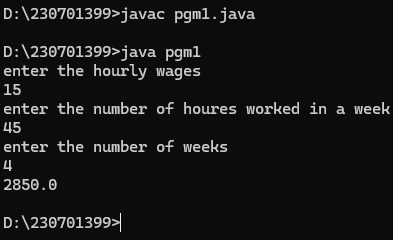 D:\230701399>javac pgm1.java
D:\230701399>java pgm1
enter the hourly wages
15
enter the number of houres worked in a week
45
enter the number of weeks
4
2850.0
D:\230701399>